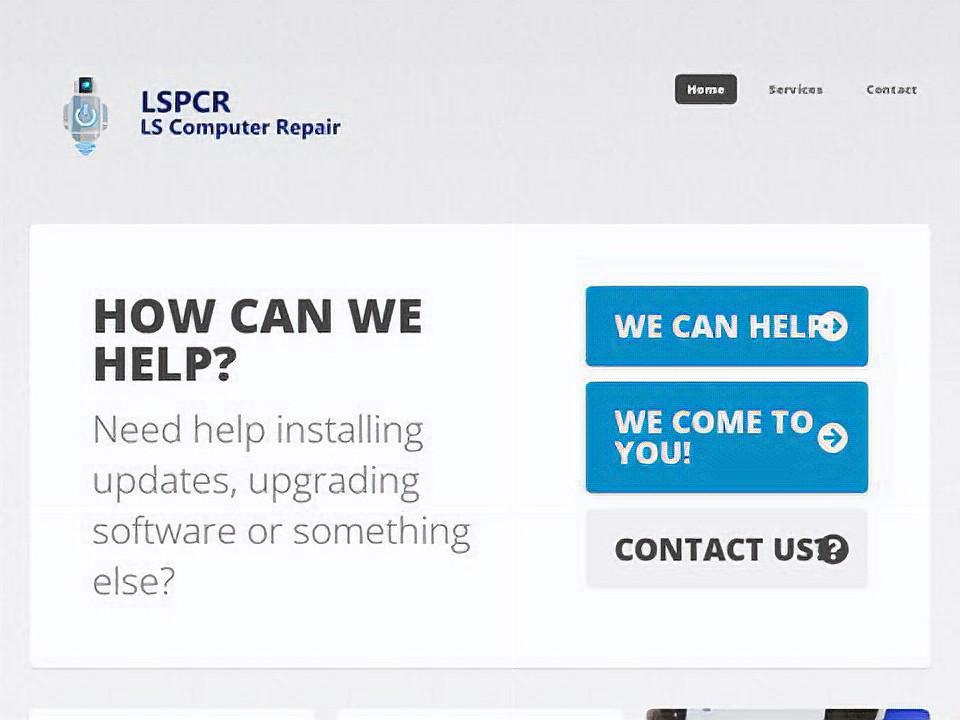 LSPCR
LS Computer Repair
Home
Services
Contact
HOW CAN WE
HELP?
Need help installing
updates, upgrading
software or something
else?
WE CAN HELP!
WE COME TO
YOU!
CONTACT US?